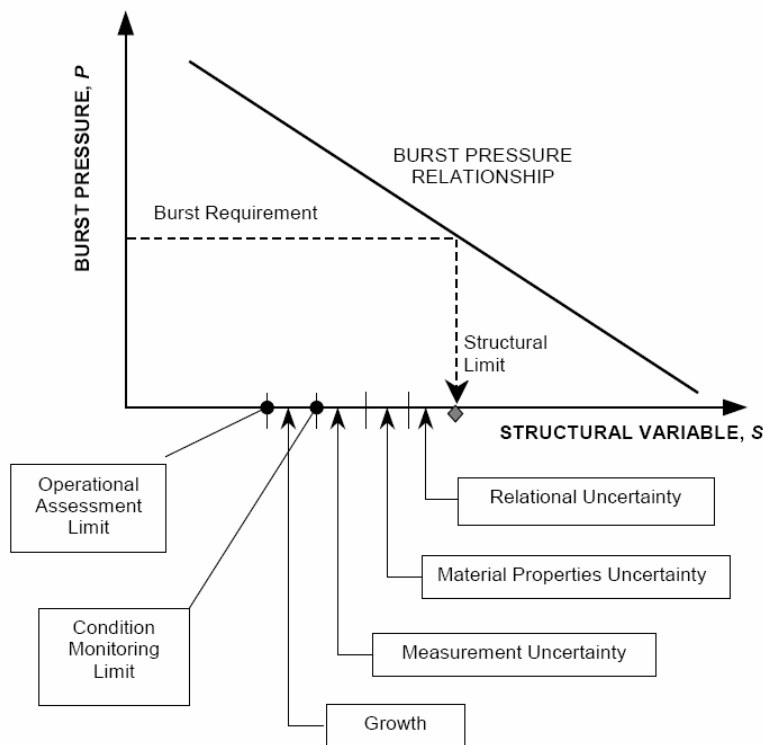 BURST PRESSURE, P
BURST PRESSURE
RELATIONSHIP
Burst Requirement
Structural
Limit
STRUCTURAL VARIABLE, S
Operational
Assessment
Limit
Relational Uncertainty
Material Properties Uncertainty
Condition
Monitoring
Limit
Measurement Uncertainty
Growth